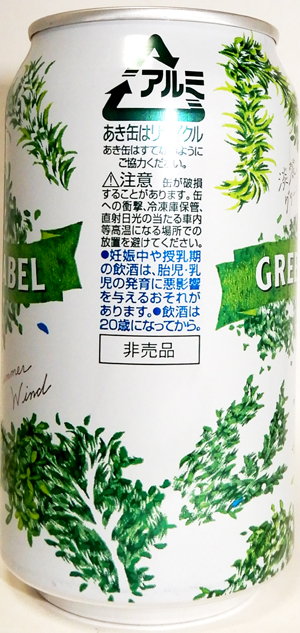 アルミ
あき缶はリサイクル
あき缶はすてないように
ご協力ください。
⚠注意 缶が破損
することがあります。缶
への衝撃、冷凍庫保管、
直射日光の当たる車内
等高温になる場所での
放置を避けてください。
●妊娠中や授乳期
の飲酒は、胎児・乳
児の発育に悪影響
を与えるおそれが
あります。●飲酒は
20歳になってから。
非売品
BEL
GREE
Wind